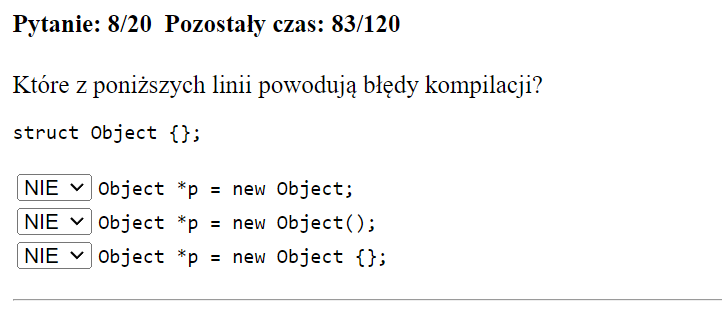 Pytanie: 8/20 Pozostały czas: 83/120
Które z poniższych linii powodują błędy kompilacji?
struct Object {};
NIE Object *p = new Object;
NIE Object *p = new Object();
NIE Object *p = new Object {};